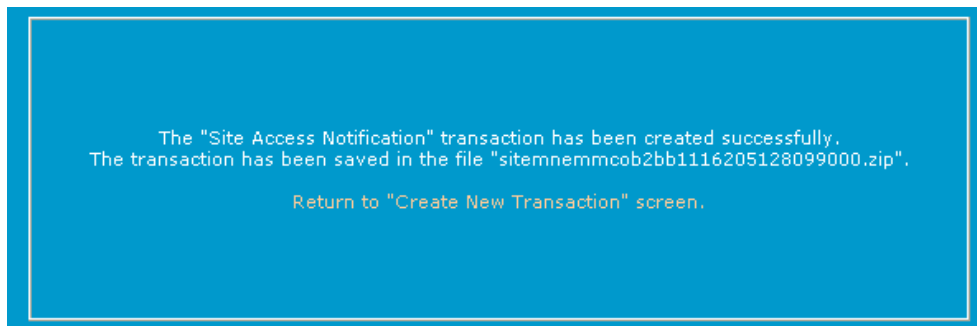 The "Site Access Notification" transaction has been created successfully.
The transaction has been saved in the file "sitemnemmcob2bb1116205128099000.zip".
Return to "Create New Transaction" screen.